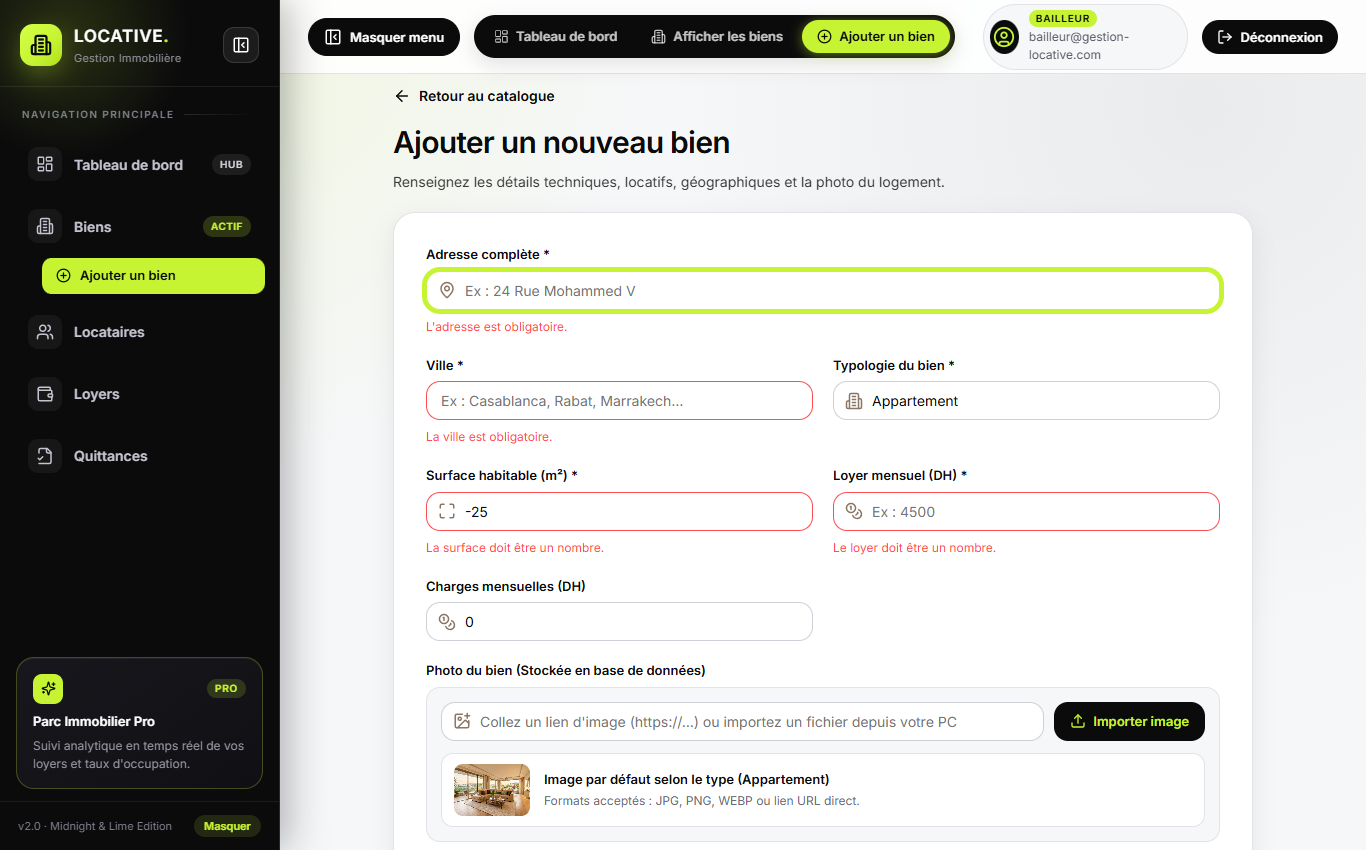 LOCATIVE.
Gestion Immobilière
NAVIGATION PRINCIPALE
Tableau de bord
HUB
Biens
ACTIF
Ajouter un bien
Locataires
Loyers
Quittances
PRO
Parc Immobilier Pro
Suivi analytique en temps réel de vos
loyers et taux d'occupation.
v2.0 · Midnight & Lime Edition
Masquer
Masquer menu
Tableau de bord
Afficher les biens
Ajouter un bien
BAILLEUR
bailleur@gestion-
locative.com
Déconnexion
Retour au catalogue
Ajouter un nouveau bien
Renseignez les détails techniques, locatifs, géographiques et la photo du logement.
Adresse complète *
Ex : 24 Rue Mohammed V
L'adresse est obligatoire.
Ville *
Ex : Casablanca, Rabat, Marrakech...
La ville est obligatoire.
Typologie du bien *
Appartement
Surface habitable (m²) *
-25
La surface doit être un nombre.
Loyer mensuel (DH) *
Ex : 4500
Le loyer doit être un nombre.
Charges mensuelles (DH)
0
Photo du bien (Stockée en base de données)
Collez un lien d'image (https://...) ou importez un fichier depuis votre PC
Importer image
Image par défaut selon le type (Appartement)
Formats acceptés : JPG, PNG, WEBP ou lien URL direct.